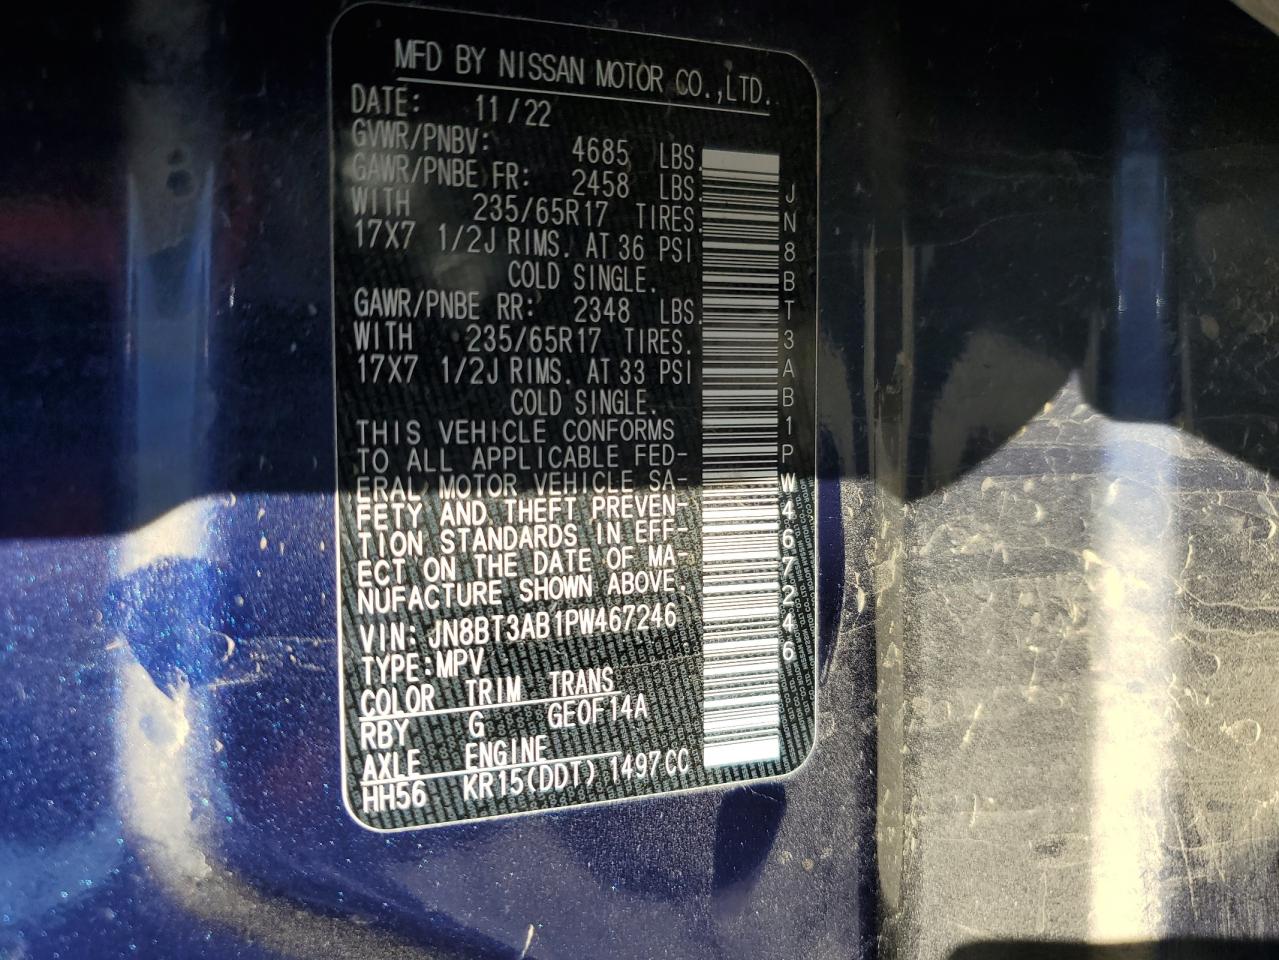 MFD BY NISSAN MOTOR CO.,LTD.
DATE: 11/22
GVWR/PNBV: 4685 LBS.
GAWR/PNBE FR: 2458 LBS.
WITH 235/65R17 TIRES.
17X7 1/2J RIMS. AT 36 PSI
COLD SINGLE.
GAWR/PNBE RR: 2348 LBS.
WITH 235/65R17 TIRES.
17X7 1/2J RIMS. AT 33 PSI
COLD SINGLE.
THIS VEHICLE CONFORMS
TO ALL APPLICABLE FED-
ERAL MOTOR VEHICLE SA-
FETY AND THEFT PREVEN-
TION STANDARDS IN EFF-
ECT ON THE DATE OF MA-
NUFACTURE SHOWN ABOVE.
VIN: JN8BT3AB1PW467246
TYPE:MPV
COLOR TRIM TRANS
RBY G GE0F14A
AXLE ENGINE
HH56 KR15(DDT) 1497CC
JN8BT3AB1PW467246